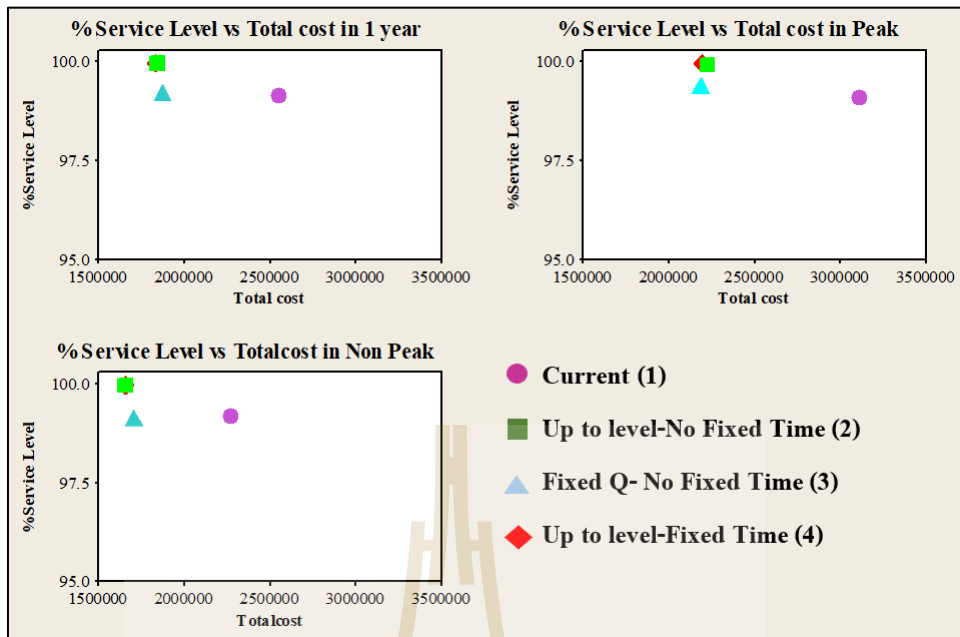 %Service Level vs Total cost in 1 year
100.0
97.5
95.0
%Service Level
1500000 2000000 2500000 3000000 3500000
Total cost
%Service Level vs Total cost in Peak
100.0
97.5
95.0
%Service Level
1500000 2000000 2500000 3000000 3500000
Total cost
%Service Level vs Totalcost in Non Peak
100.0
97.5
95.0
%Service Level
1500000 2000000 2500000 3000000 3500000
Totalcost
Current (1)
Up to level-No Fixed Time (2)
Fixed Q- No Fixed Time (3)
Up to level-Fixed Time (4)